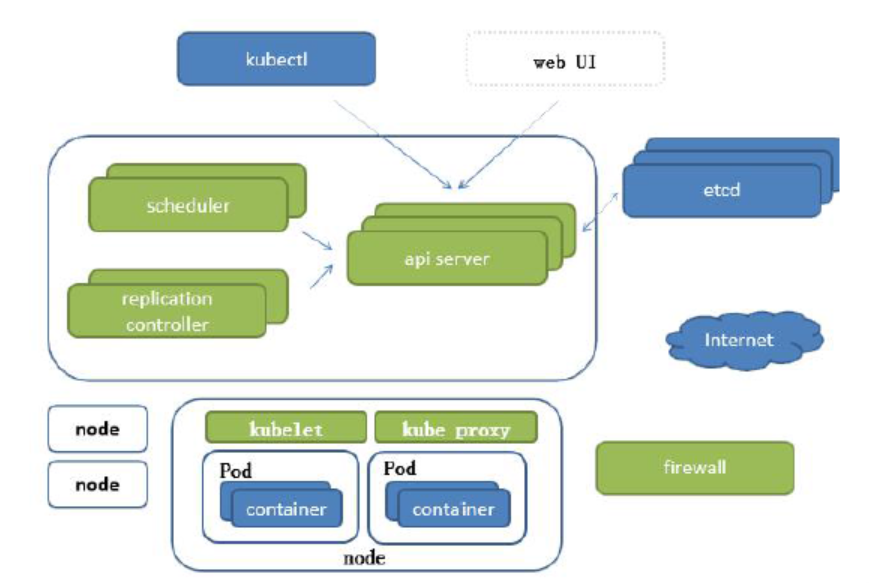 kubectl
web UI
scheduler
etcd
api server
replication
controller
Internet
node
kubelet
kube proxy
node
Pod
Pod
container
container
firewall
node